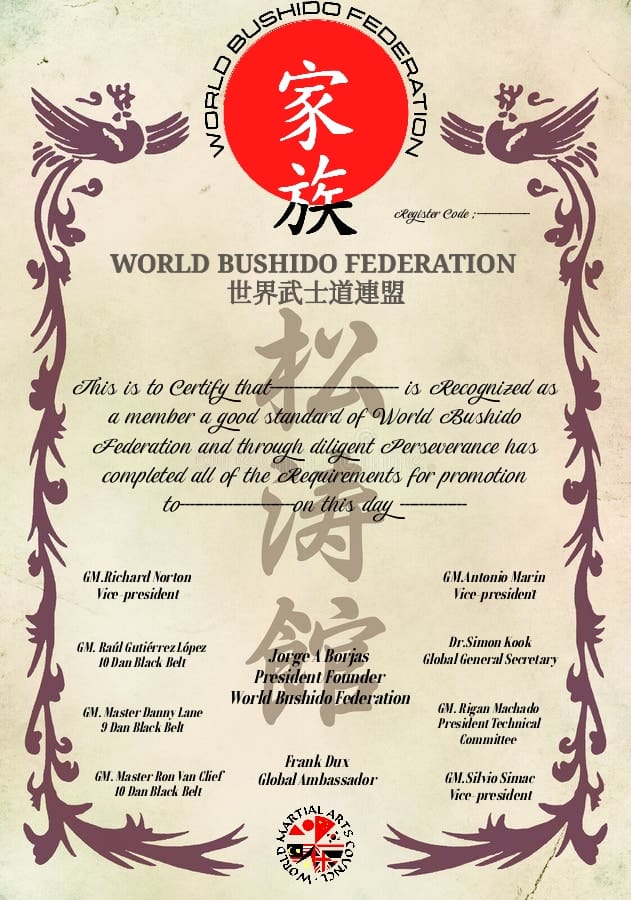 WORLD BUSHIDO FEDERATION
家
族
Register Code ;----------------
WORLD BUSHIDO FEDERATION
世界武士道連盟
松
涛
館
This is to Certify that-------------------- is Recognized as
a member a good standard of World Bushido
Federation and through diligent Perseverance has
completed all of the Requirements for promotion
to------------------on this day -----------
GM.Richard Norton
Vice-president
GM.Antonio Marin
Vice-president
GM. Raúl Gutiérrez López
10 Dan Black Belt
Dr.Simon Kook
Global General Secretary
Jorge A Borjas
President Founder
World Bushido Federation
GM. Master Danny Lane
9 Dan Black Belt
GM. Rigan Machado
President Technical
Committee
Frank Dux
Global Ambassador
GM. Master Ron Van Clief
10 Dan Black Belt
GM.Silvio Simac
Vice-president
WORLD MARTIAL ARTS COUNCIL